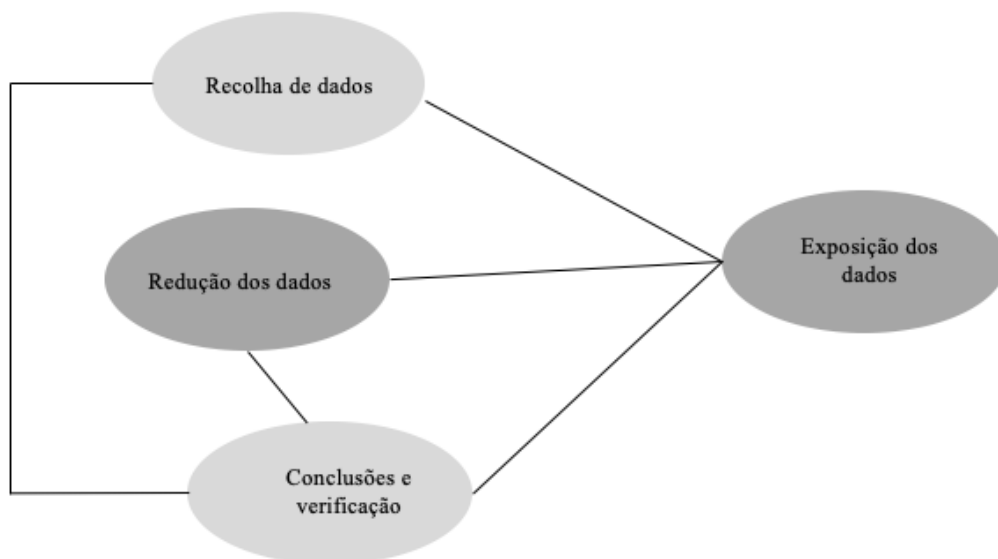 Recolha de dados
Exposição dos
dados
Redução dos dados
Conclusões e
verificação